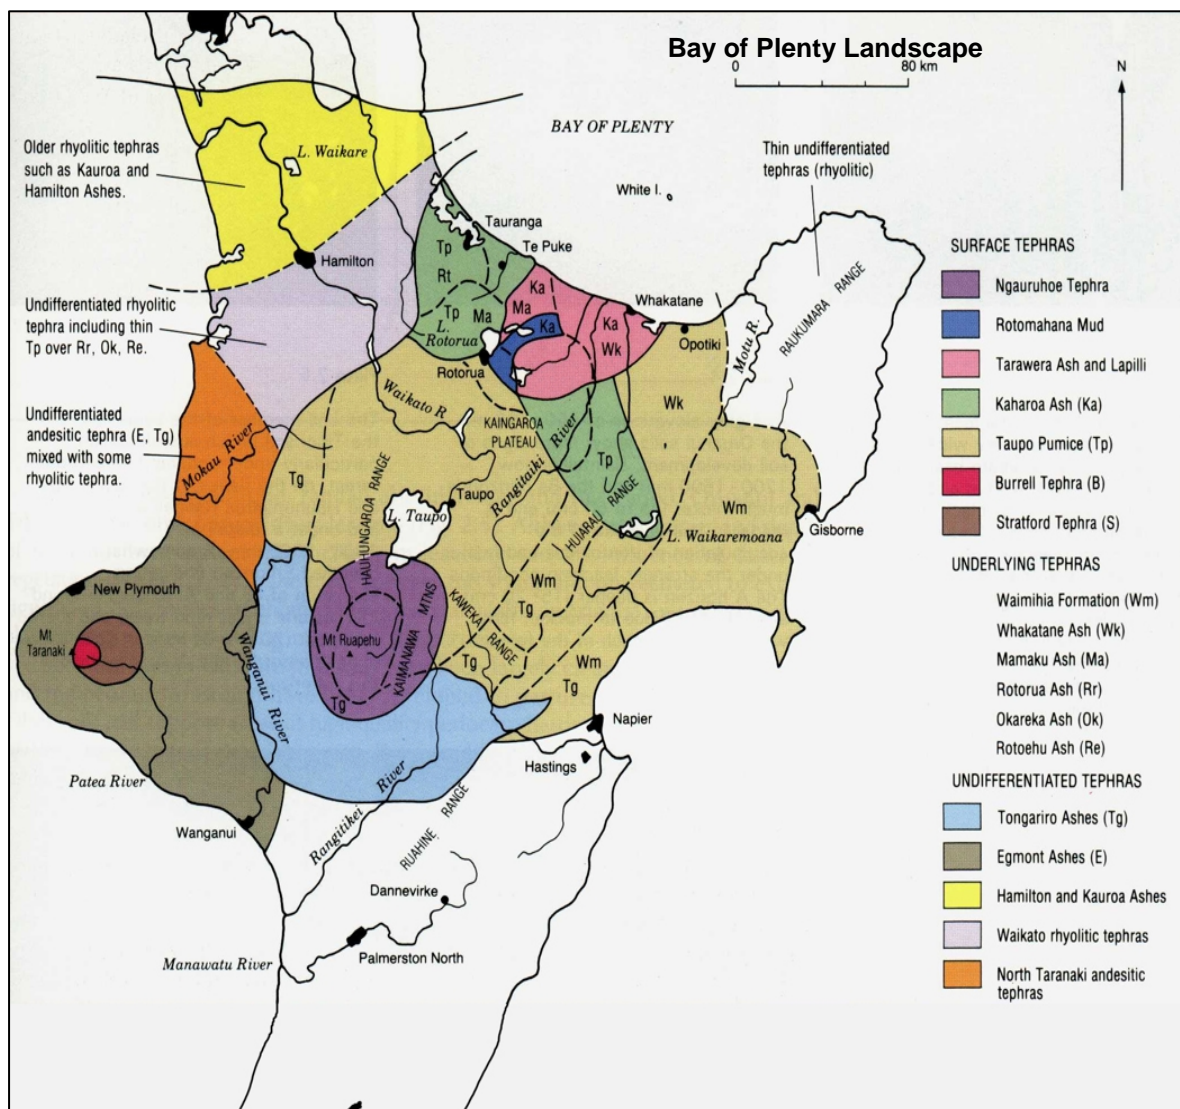 Bay of Plenty Landscape
0
80 km
N
BAY OF PLENTY
Older rhyolitic tephras
such as Kauroa and
Hamilton Ashes.
L. Waikare
Thin undifferentiated
tephras (rhyolitic)
White I.
Tauranga
Te Puke
Tp
Rt
Hamilton
Ka
Ma
Whakatane
Undifferentiated rhyolitic
tephra including thin
Tp over Rr, Ok, Re.
Tp
Ma
Ka
Ka
Wk
L.
Rotorua
Opotiki
Motu R.
RAUKUMARA RANGE
Rotorua
Undifferentiated
andesitic tephra (E, Tg)
mixed with some
rhyolitic tephra.
Waikato R.
Wk
KAINGAROA
PLATEAU
Mokau River
Rangitaiki River
Tp
Tg
HAUHUNGAROA RANGE
Taupo
L. Taupo
HUIARAU RANGE
Wm
L. Waikaremoana
Gisborne
New Plymouth
Mt
Taranaki
Mt Ruapehu
KAIMANAWA MTNS
KAWEKA RANGE
Wm
Tg
Tg
Wm
Tg
Tg
Wanganui River
Napier
Hastings
Patea River
Wanganui
Rangitikei River
RUAHINE RANGE
Dannevirke
Palmerston North
Manawatu River
SURFACE TEPHRAS
Ngauruhoe Tephra
Rotomahana Mud
Tarawera Ash and Lapilli
Kaharoa Ash (Ka)
Taupo Pumice (Tp)
Burrell Tephra (B)
Stratford Tephra (S)
UNDERLYING TEPHRAS
Waimihia Formation (Wm)
Whakatane Ash (Wk)
Mamaku Ash (Ma)
Rotorua Ash (Rr)
Okareka Ash (Ok)
Rotoehu Ash (Re)
UNDIFFERENTIATED TEPHRAS
Tongariro Ashes (Tg)
Egmont Ashes (E)
Hamilton and Kauroa Ashes
Waikato rhyolitic tephras
North Taranaki andesitic
tephras